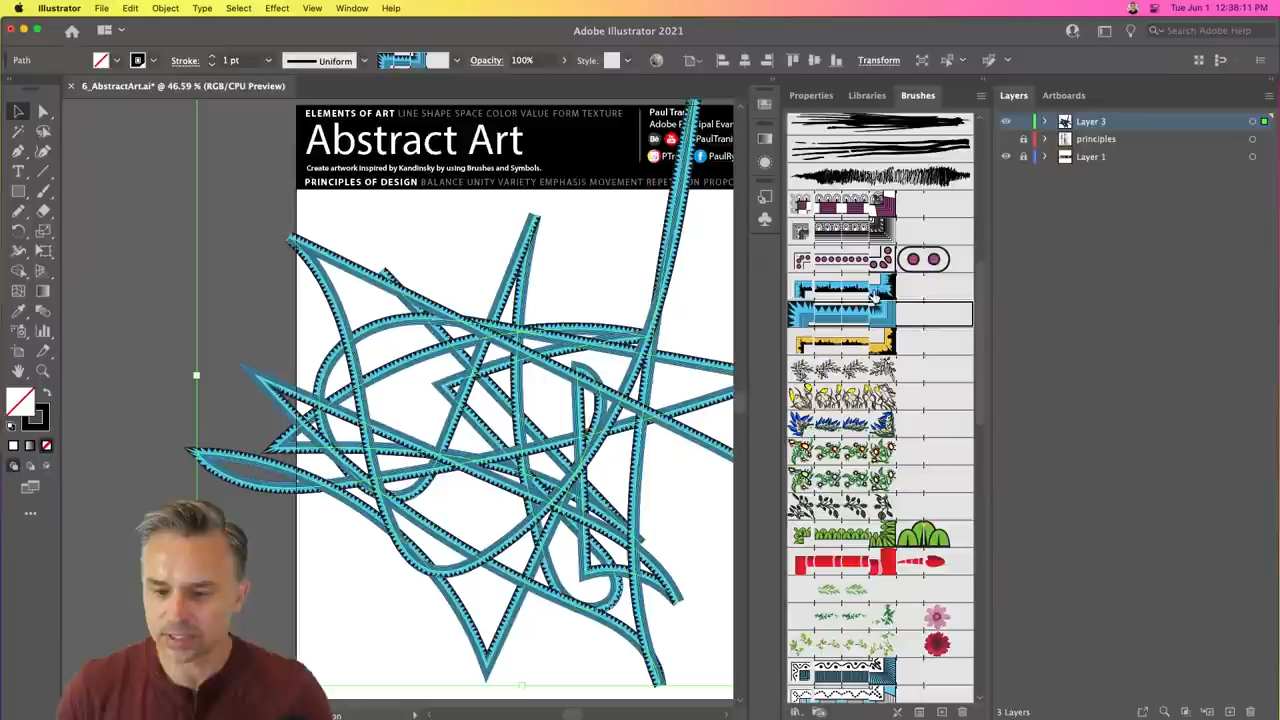 Illustrator File Edit Object Type Select Effect View Window Help
Tue Jun 1 12:38:11 PM
Adobe Illustrator 2021
Search Adobe Help
Path
Stroke:
1 pt
Uniform
Opacity:
100%
Style:
Transform
× 6_AbstractArt.ai* @ 46.59 % (RGB/CPU Preview)
Properties Libraries Brushes
Layers Artboards
Layer 3
principles
Layer 1
ELEMENTS OF ART LINE SHAPE SPACE COLOR VALUE FORM TEXTURE
Abstract Art
Create artwork inspired by Kandinsky by using Brushes and Symbols.
PRINCIPLES OF DESIGN BALANCE UNITY VARIETY EMPHASIS MOVEMENT
Paul
Adobe
3 Layers